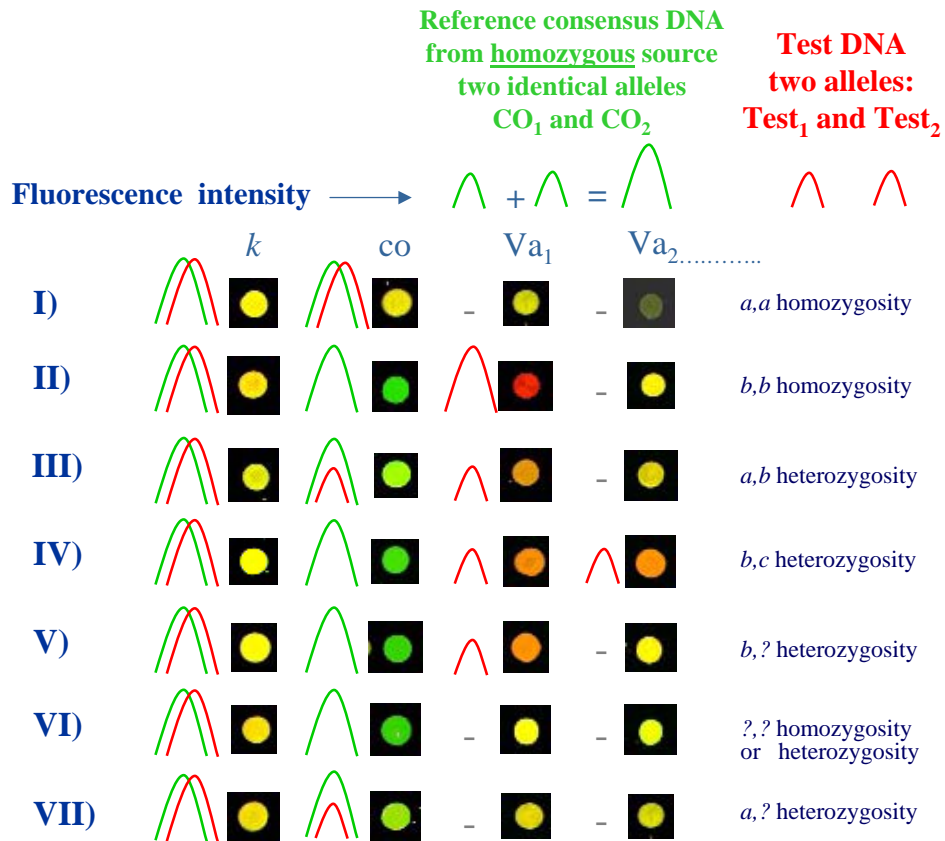 Reference consensus DNA
from homozygous source
two identical alleles
CO₁ and CO₂
Test DNA
two alleles:
Test₁ and Test₂
Fluorescence intensity + =
k co Va₁ Va₂...........
I) - - a,a homozygosity
II) - b,b homozygosity
III) - a,b heterozygosity
IV) b,c heterozygosity
V) - b,? heterozygosity
VI) - - ?,? homozygosity
or heterozygosity
VII) - - a,? heterozygosity